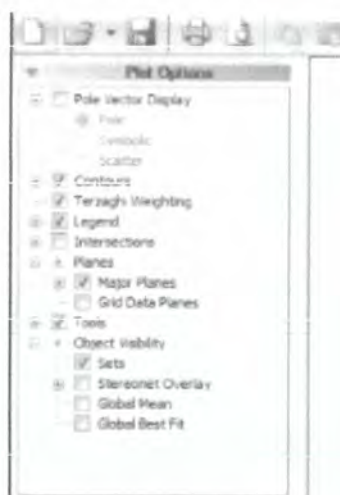 Plot Options
Pole Vector Display
Pole
Symbolic
Scatter
Contours
Terzaghi Weighting
Legend
Intersections
Planes
Major Planes
Grid Data Planes
Tools
Object Visibility
Sets
Stereonet Overlay
Global Mean
Global Best Fit